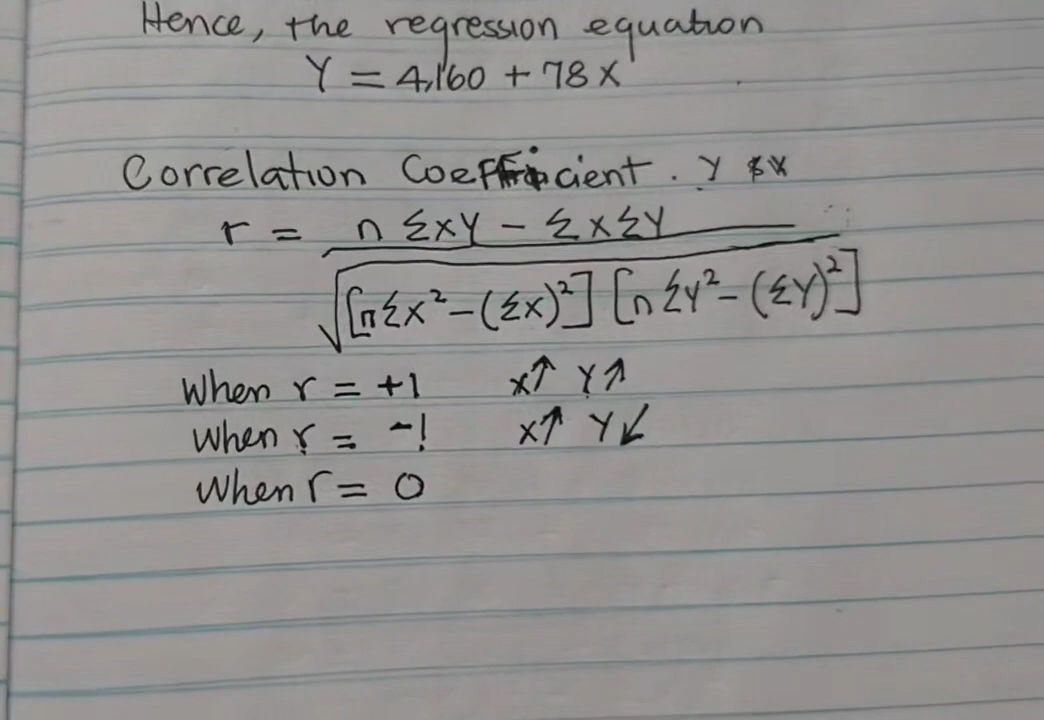 Hence, the regression equation
Y = 4,160 + 78 X
Correlation Coefficient. Y & X
r = n ΣXY - ΣXΣY
√[nΣX² - (ΣX)²] [nΣY² - (ΣY)²]
When r = +1 X↑ Y↑
When r = -1 X↑ Y↓
When r = 0